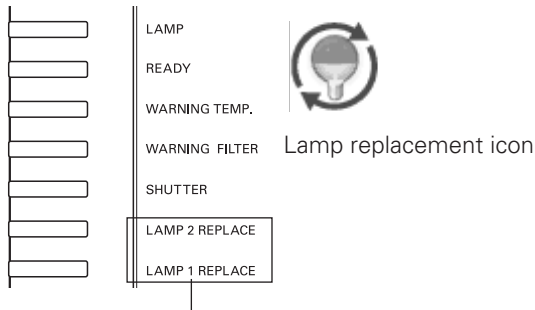 LAMP
READY
WARNING TEMP.
WARNING FILTER
SHUTTER
LAMP 2 REPLACE
LAMP 1 REPLACE
Lamp replacement icon